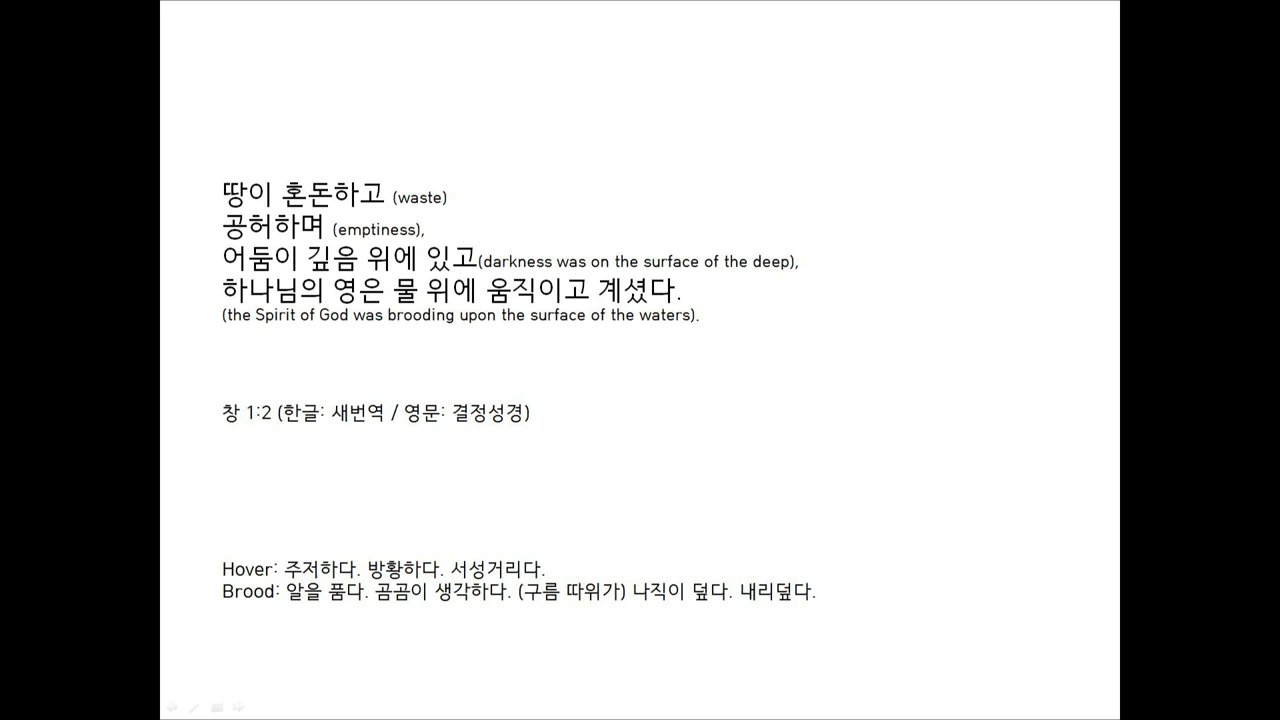 땅이 혼돈하고 (waste)
공허하며 (emptiness),
어둠이 깊음 위에 있고(darkness was on the surface of the deep),
하나님의 영은 물 위에 움직이고 계셨다.
(the Spirit of God was brooding upon the surface of the waters).
창 1:2 (한글: 새번역 / 영문: 결정성경)
Hover: 주저하다. 방황하다. 서성거리다.
Brood: 알을 품다. 곰곰이 생각하다. (구름 따위가) 나직이 덮다. 내리덮다.